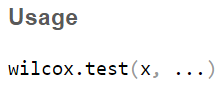 Usage
wilcox.test(x, ...)